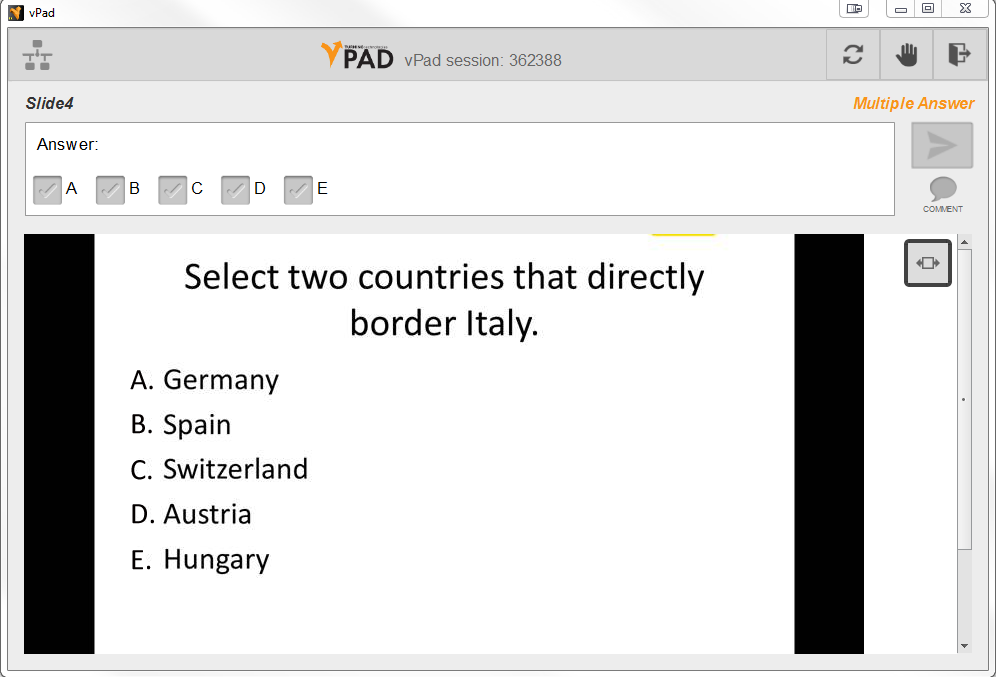 vPad
PAD vPad session: 362388
Slide4
Multiple Answer
Answer:
A B C D E
COMMENT
Select two countries that directly
border Italy.
A. Germany
B. Spain
C. Switzerland
D. Austria
E. Hungary